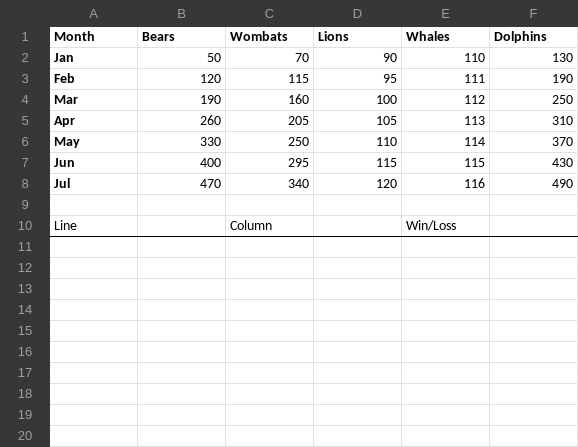 A B C D E F
1 Month Bears Wombats Lions Whales Dolphins
2 Jan 50 70 90 110 130
3 Feb 120 115 95 111 190
4 Mar 190 160 100 112 250
5 Apr 260 205 105 113 310
6 May 330 250 110 114 370
7 Jun 400 295 115 115 430
8 Jul 470 340 120 116 490
9
10 Line Column Win/Loss
11
12
13
14
15
16
17
18
19
20